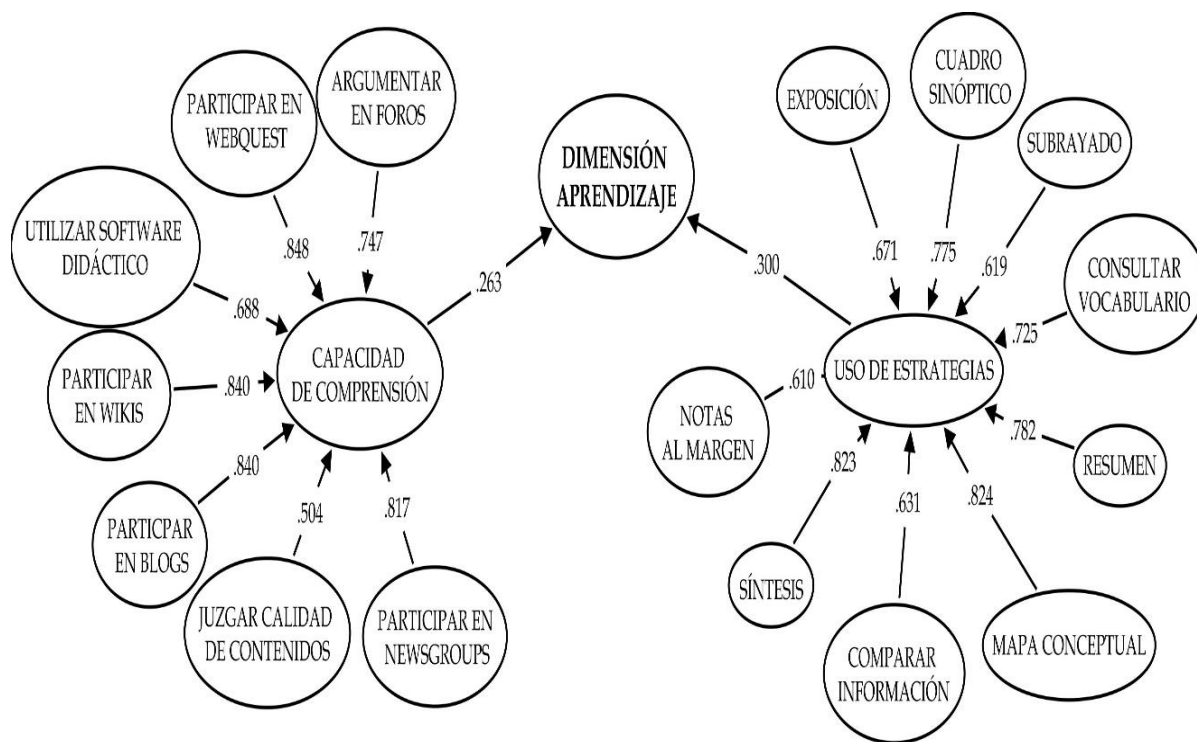 PARTICIPAR EN
WEBQUEST
ARGUMENTAR
EN FOROS
UTILIZAR SOFTWARE
DIDÁCTICO
PARTICIPAR
EN WIKIS
PARTICPAR
EN BLOGS
JUZGAR CALIDAD
DE CONTENIDOS
PARTICIPAR EN
NEWSGROUPS
.848
.747
.688
.840
.840
.504
.817
CAPACIDAD
DE COMPRENSIÓN
.263
DIMENSIÓN
APRENDIZAJE
.300
EXPOSICIÓN
CUADRO
SINÓPTICO
SUBRAYADO
CONSULTAR
VOCABULARIO
.671
.775
.619
.725
USO DE ESTRATEGIAS
.610
NOTAS
AL MARGEN
.823
.631
.824
.782
RESUMEN
SÍNTESIS
COMPARAR
INFORMACIÓN
MAPA CONCEPTUAL